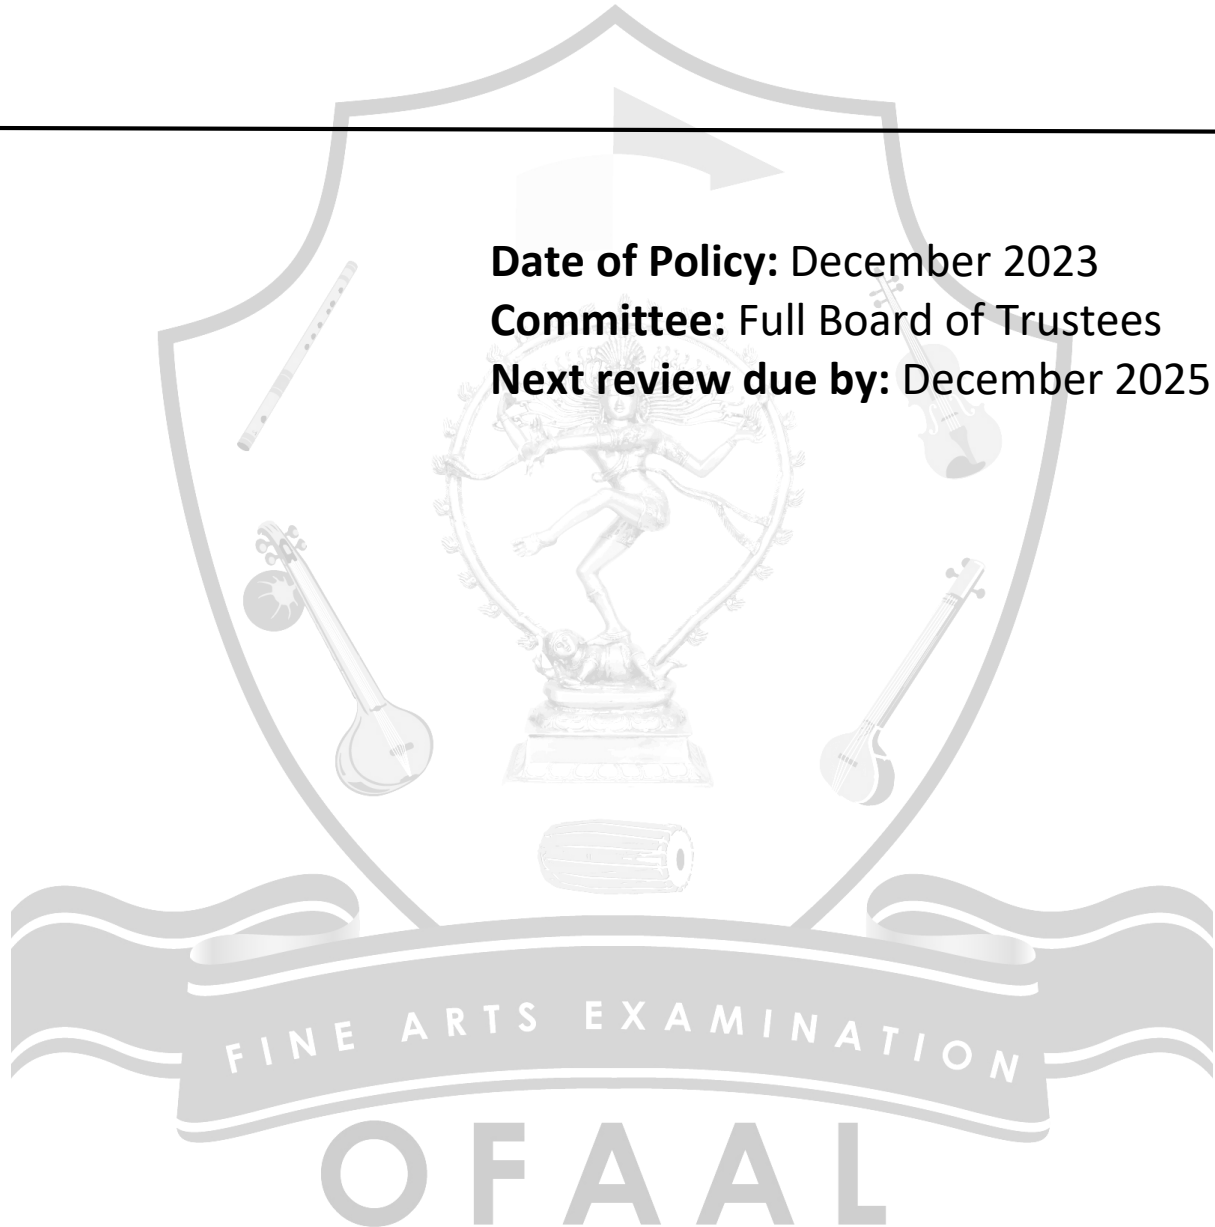 Date of Policy: December 2023
Committee: Full Board of Trustees
Next review due by: December 2025
FINE ARTS EXAMINATION
OFAAL